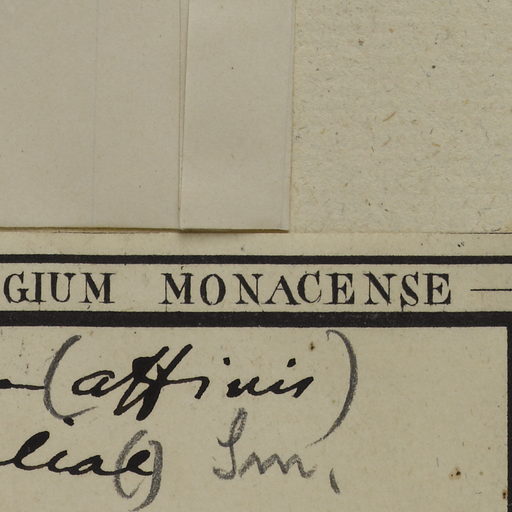 GIUM MONACENSE
(affinis)
liae() Sm.